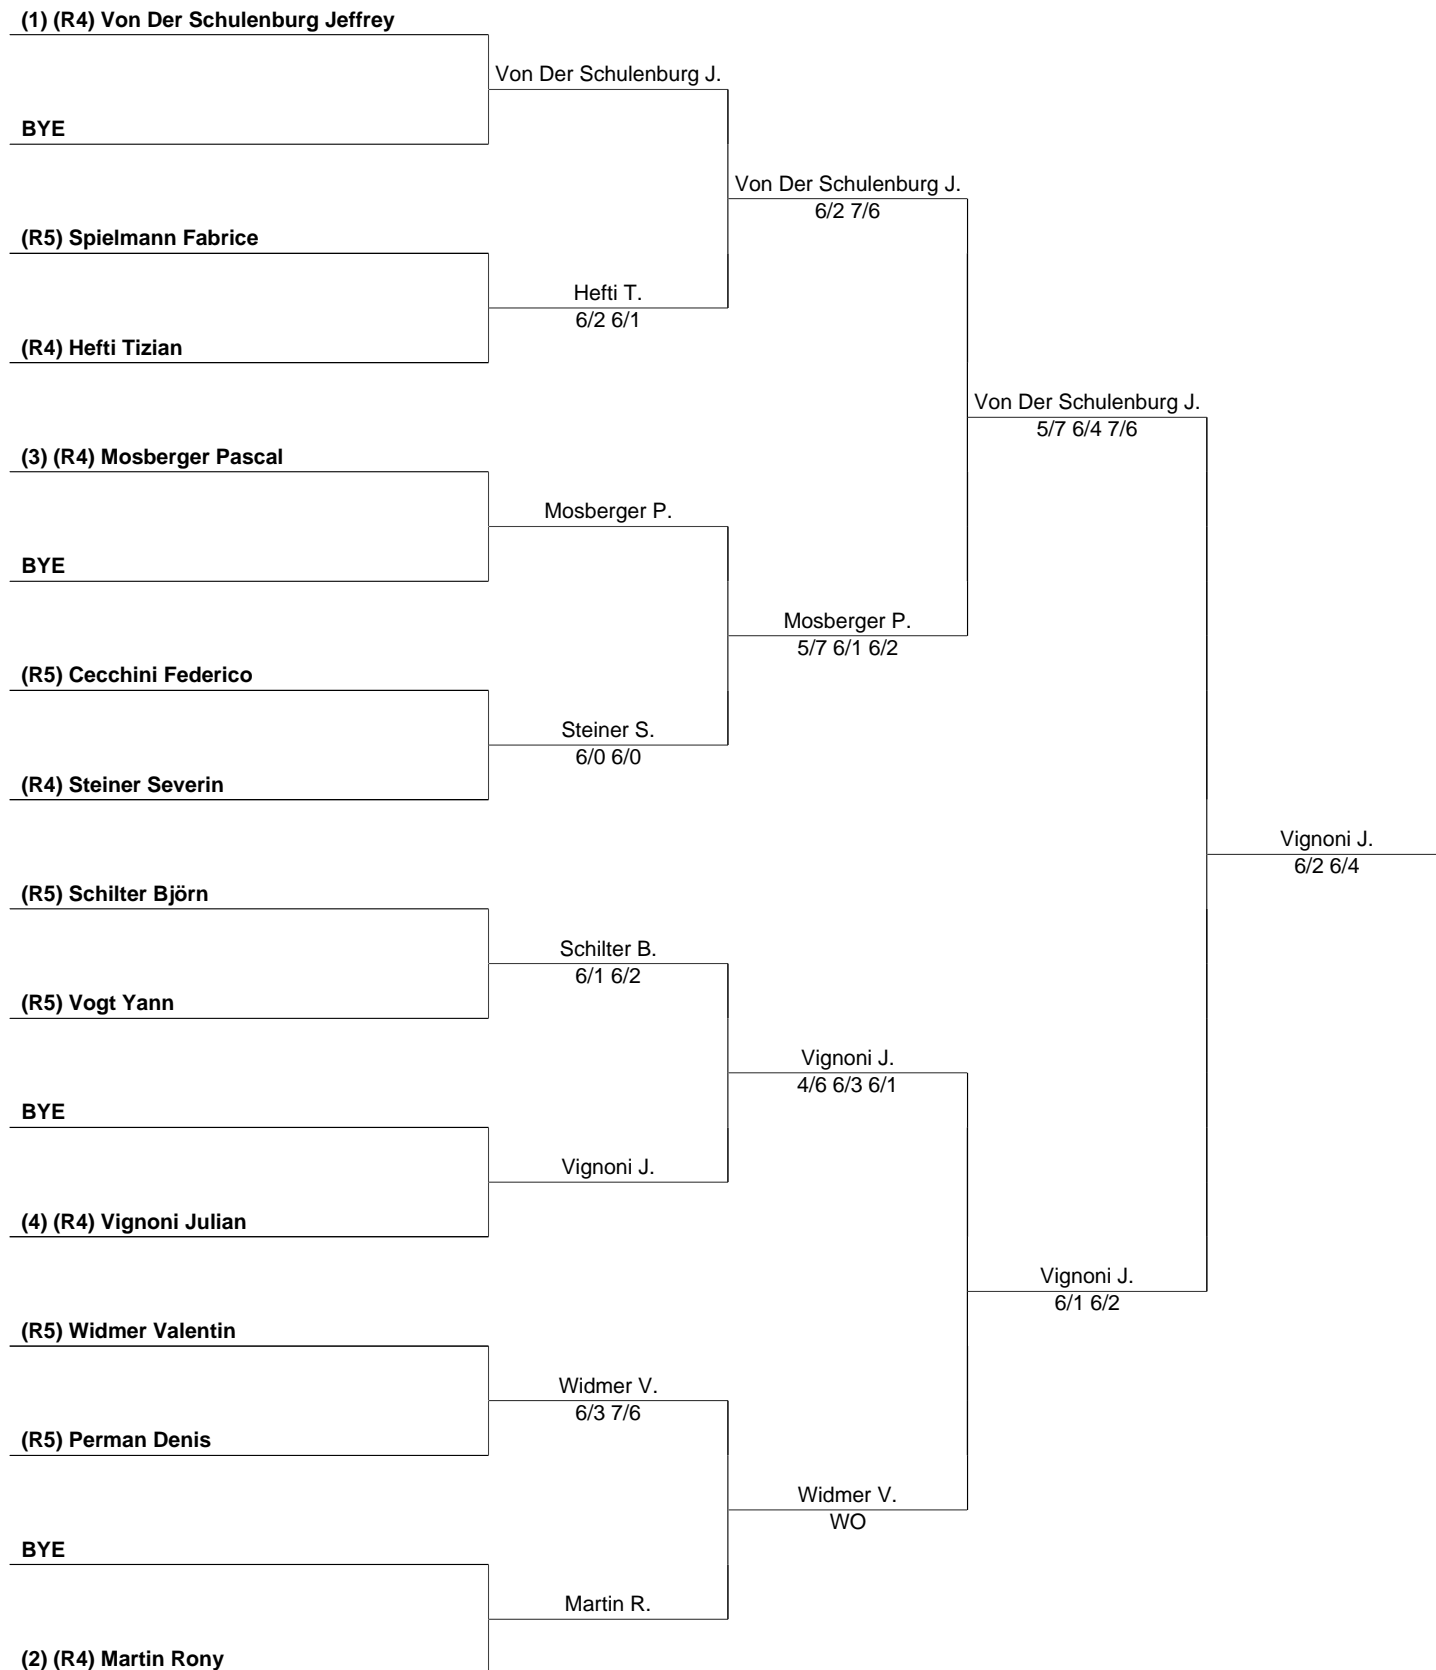 (1) (R4) Von Der Schulenburg Jeffrey
Von Der Schulenburg J.
BYE
Von Der Schulenburg J.
6/2 7/6
(R5) Spielmann Fabrice
Hefti T.
6/2 6/1
(R4) Hefti Tizian
Von Der Schulenburg J.
5/7 6/4 7/6
(3) (R4) Mosberger Pascal
Mosberger P.
BYE
Mosberger P.
5/7 6/1 6/2
(R5) Cecchini Federico
Steiner S.
6/0 6/0
(R4) Steiner Severin
Vignoni J.
6/2 6/4
(R5) Schilter Björn
Schilter B.
6/1 6/2
(R5) Vogt Yann
Vignoni J.
4/6 6/3 6/1
BYE
Vignoni J.
(4) (R4) Vignoni Julian
Vignoni J.
6/1 6/2
(R5) Widmer Valentin
Widmer V.
6/3 7/6
(R5) Perman Denis
Widmer V.
WO
BYE
Martin R.
(2) (R4) Martin Rony